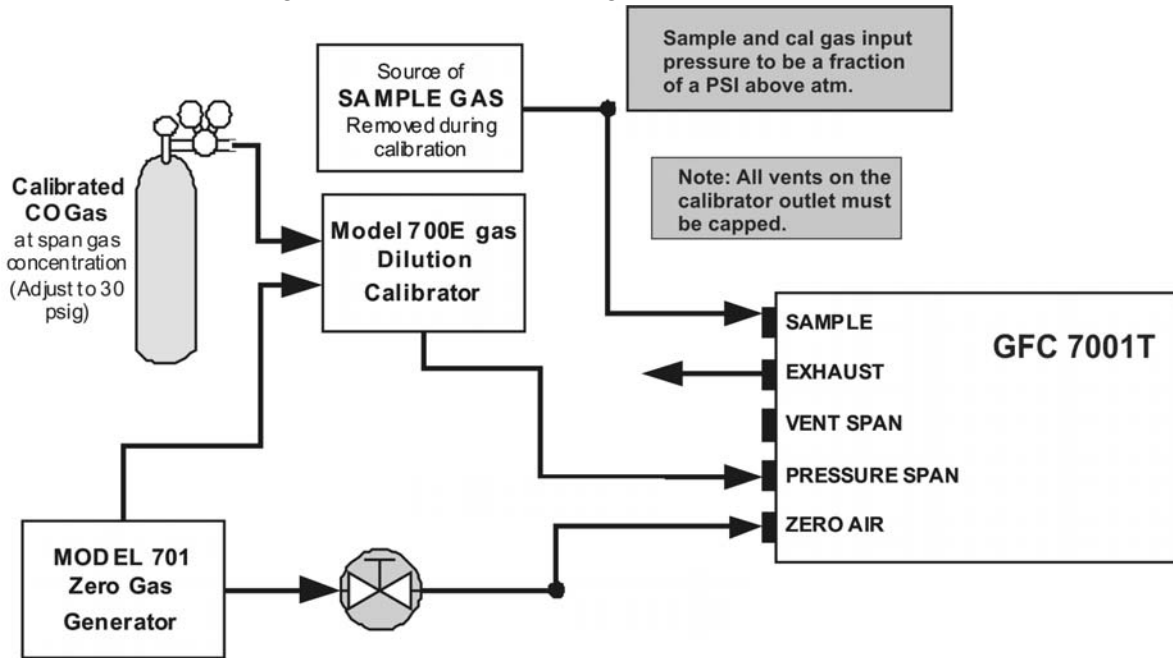 Source of
SAMPLE GAS
Removed during
calibration
Sample and cal gas input
pressure to be a fraction
of a PSI above atm.
Note: All vents on the
calibrator outlet must
be capped.
Calibrated
CO Gas
at span gas
concentration
(Adjust to 30
psig)
Model 700E gas
Dilution
Calibrator
GFC 7001T
SAMPLE
EXHAUST
VENT SPAN
PRESSURE SPAN
ZERO AIR
MODEL 701
Zero Gas
Generator